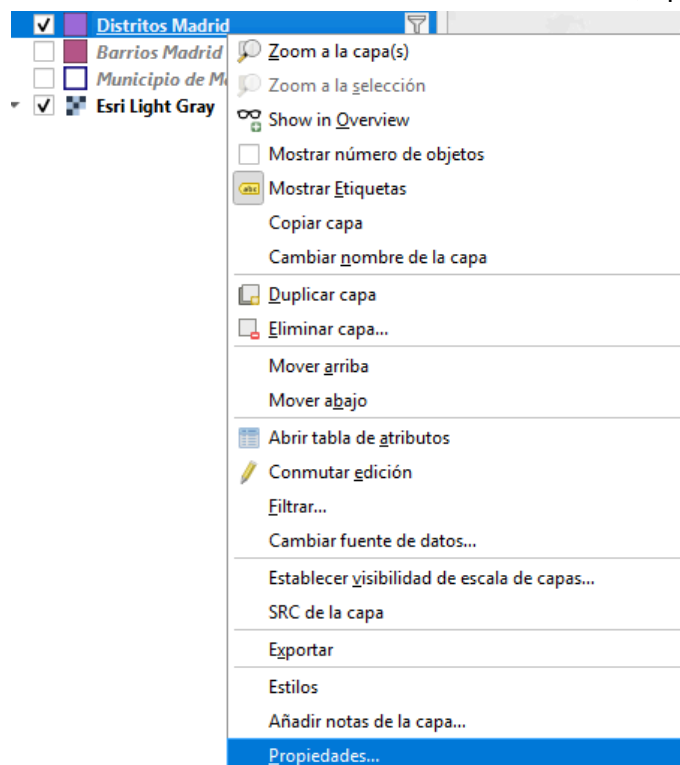 Distritos Madrid
Barrios Madrid
Municipio de M
Esri Light Gray
Zoom a la capa(s)
Zoom a la selección
Show in Overview
Mostrar número de objetos
abc Mostrar Etiquetas
Copiar capa
Cambiar nombre de la capa
Duplicar capa
Eliminar capa...
Mover arriba
Mover abajo
Abrir tabla de atributos
Conmutar edición
Filtrar...
Cambiar fuente de datos...
Establecer visibilidad de escala de capas...
SRC de la capa
Exportar
Estilos
Añadir notas de la capa...
Propiedades...